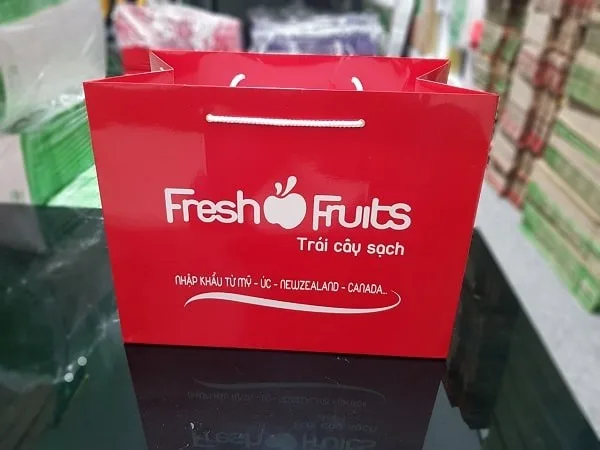 Fresh Fruits
Trái cây sạch
NHẬP KHẨU TỪ MỸ - ÚC - NEWZEALAND - CANADA...